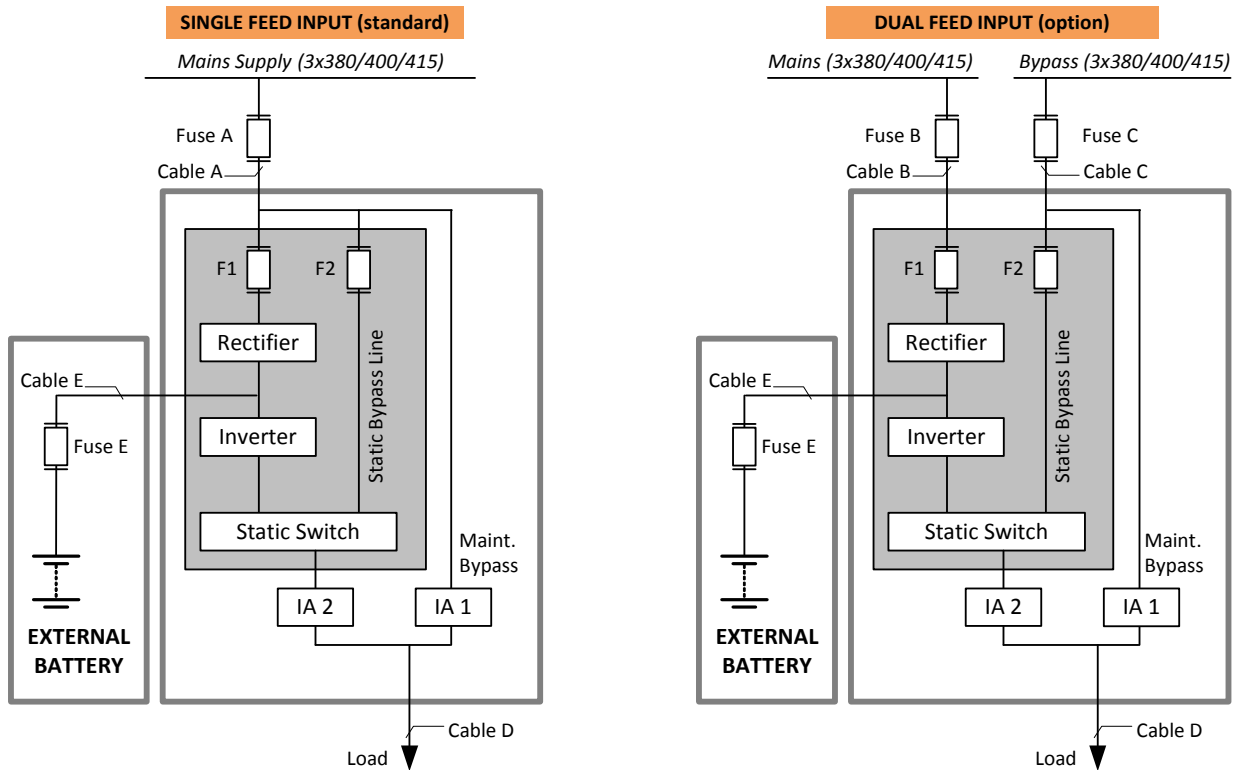 SINGLE FEED INPUT (standard)
Mains Supply (3x380/400/415)
Fuse A
Cable A
F1
F2
Rectifier
Static Bypass Line
Cable E
Inverter
Fuse E
Static Switch
Maint.
Bypass
IA 2
IA 1
EXTERNAL
BATTERY
Cable D
Load
DUAL FEED INPUT (option)
Mains (3x380/400/415)
Bypass (3x380/400/415)
Fuse B
Fuse C
Cable B
Cable C
F1
F2
Rectifier
Static Bypass Line
Cable E
Inverter
Fuse E
Static Switch
Maint.
Bypass
IA 2
IA 1
EXTERNAL
BATTERY
Cable D
Load